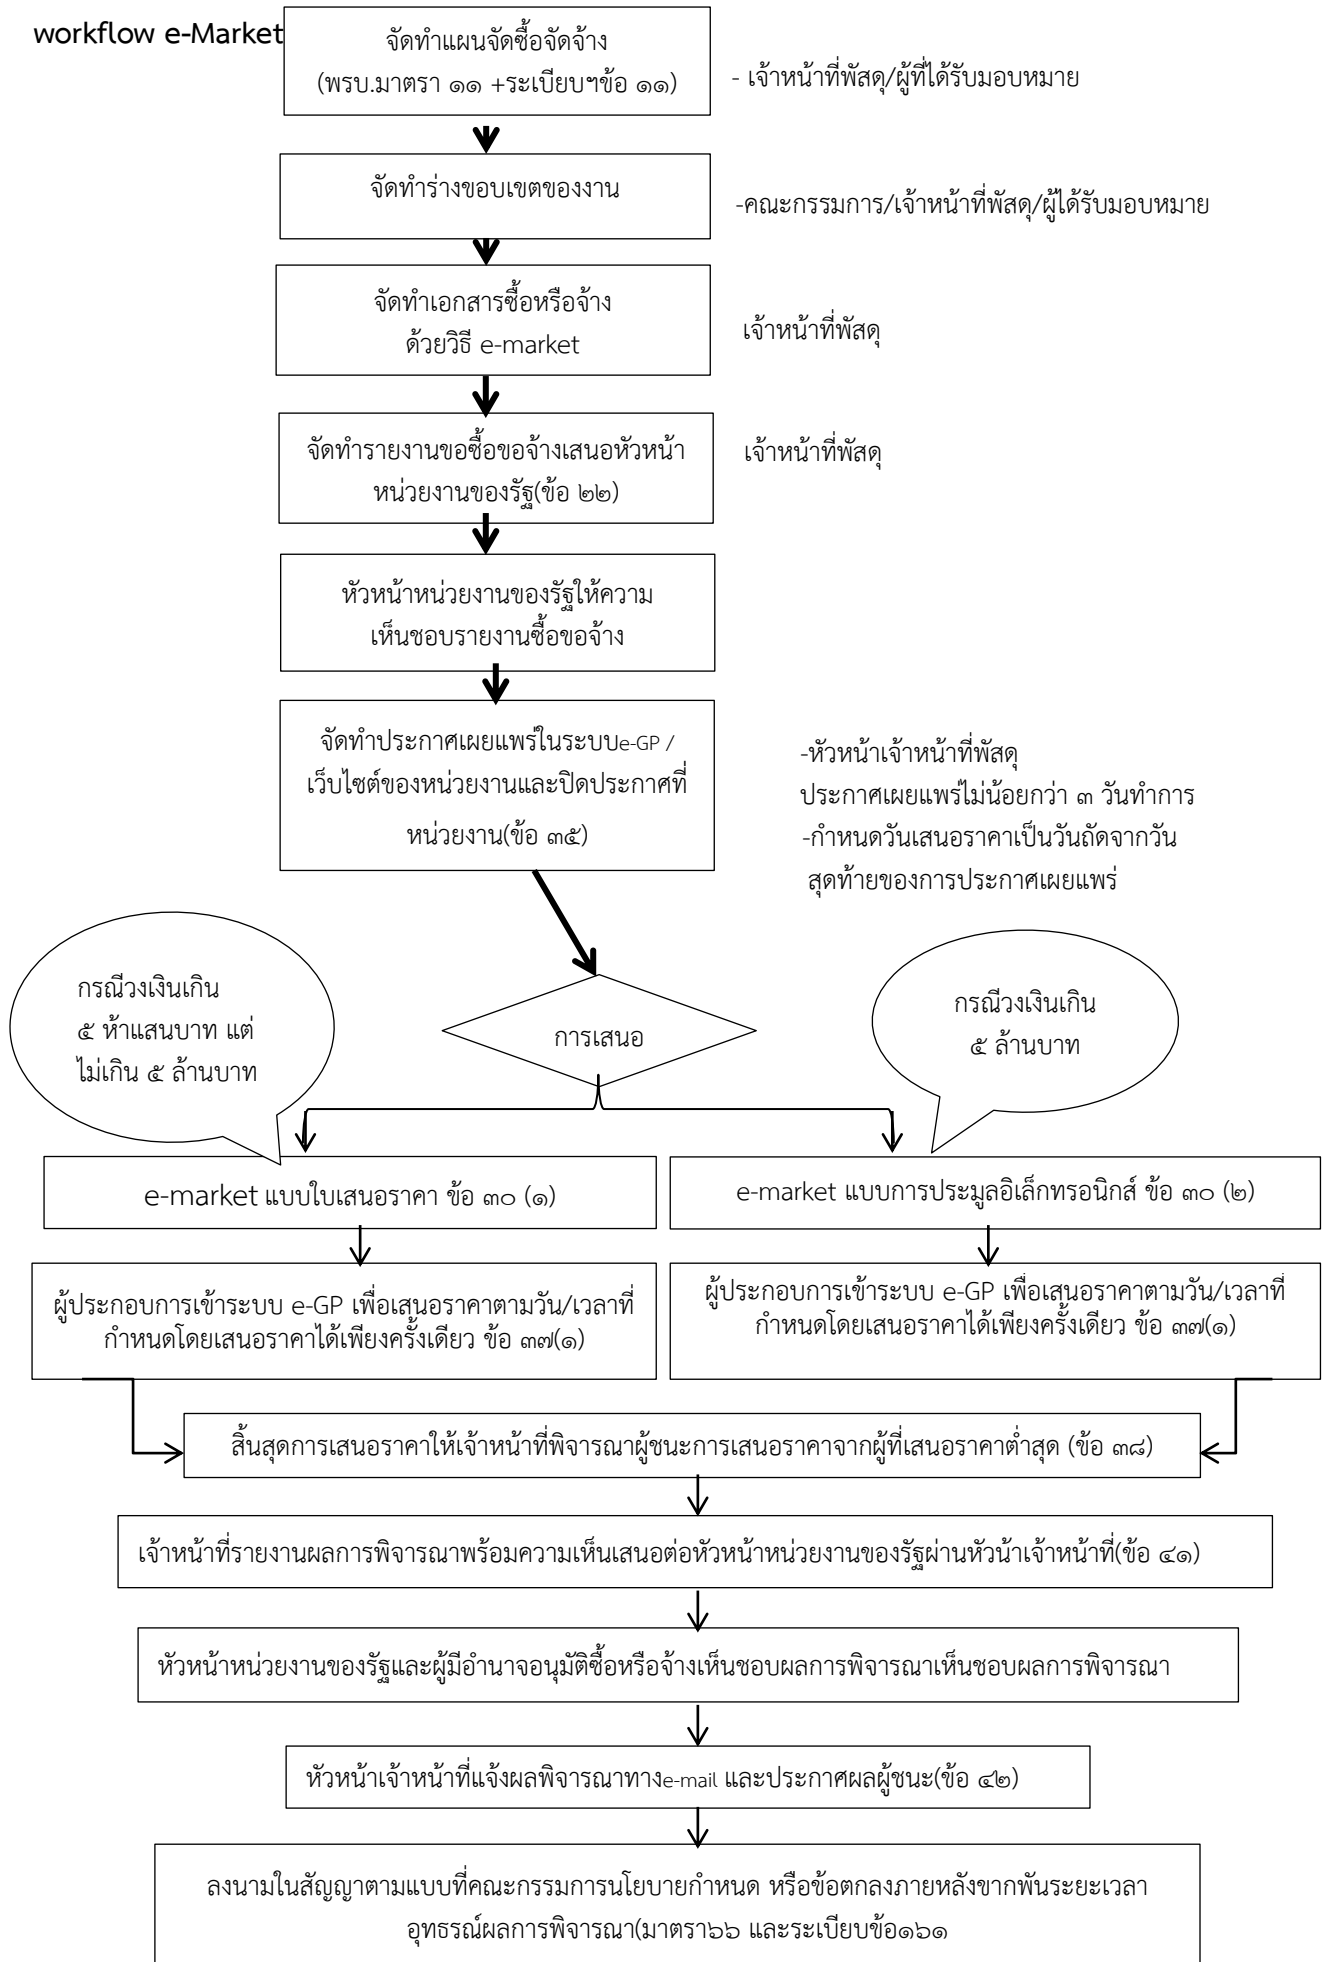 workflow e-Market
จัดทำแผนจัดซื้อจัดจ้าง
(พรบ.มาตรา ๑๑ +ระเบียบฯข้อ ๑๑)
- เจ้าหน้าที่พัสดุ/ผู้ที่ได้รับมอบหมาย
จัดทำร่างขอบเขตของงาน
-คณะกรรมการ/เจ้าหน้าที่พัสดุ/ผู้ได้รับมอบหมาย
จัดทำเอกสารซื้อหรือจ้าง
ด้วยวิธี e-market
เจ้าหน้าที่พัสดุ
จัดทำรายงานขอซื้อขอจ้างเสนอหัวหน้า
หน่วยงานของรัฐ(ข้อ ๒๒)
เจ้าหน้าที่พัสดุ
หัวหน้าหน่วยงานของรัฐให้ความ
เห็นชอบรายงานซื้อขอจ้าง
จัดทำประกาศเผยแพร่ในระบบe-GP /
เว็บไซต์ของหน่วยงานและปิดประกาศที่
หน่วยงาน(ข้อ ๓๕)
-หัวหน้าเจ้าหน้าที่พัสดุ
ประกาศเผยแพร่ไม่น้อยกว่า ๓ วันทำการ
-กำหนดวันเสนอราคาเป็นวันถัดจากวัน
สุดท้ายของการประกาศเผยแพร่
กรณีวงเงินเกิน
๕ ห้าแสนบาท แต่
ไม่เกิน ๕ ล้านบาท
การเสนอ
กรณีวงเงินเกิน
๕ ล้านบาท
e-market แบบใบเสนอราคา ข้อ ๓๐ (๑)
e-market แบบการประมูลอิเล็กทรอนิกส์ ข้อ ๓๐ (๒)
ผู้ประกอบการเข้าระบบ e-GP เพื่อเสนอราคาตามวัน/เวลาที่
กำหนดโดยเสนอราคาได้เพียงครั้งเดียว ข้อ ๓๗(๑)
ผู้ประกอบการเข้าระบบ e-GP เพื่อเสนอราคาตามวัน/เวลาที่
กำหนดโดยเสนอราคาได้เพียงครั้งเดียว ข้อ ๓๗(๑)
สิ้นสุดการเสนอราคาให้เจ้าหน้าที่พิจารณาผู้ชนะการเสนอราคาจากผู้ที่เสนอราคาต่ำสุด (ข้อ ๓๘)
เจ้าหน้าที่รายงานผลการพิจารณาพร้อมความเห็นเสนอต่อหัวหน้าหน่วยงานของรัฐผ่านหัวน้าเจ้าหน้าที่(ข้อ ๔๑)
หัวหน้าหน่วยงานของรัฐและผู้มีอำนาจอนุมัติซื้อหรือจ้างเห็นชอบผลการพิจารณาเห็นชอบผลการพิจารณา
หัวหน้าเจ้าหน้าที่แจ้งผลพิจารณาทางe-mail และประกาศผลผู้ชนะ(ข้อ ๔๒)
ลงนามในสัญญาตามแบบที่คณะกรรมการนโยบายกำหนด หรือข้อตกลงภายหลังขากพันระยะเวลา
อุทธรณ์ผลการพิจารณา(มาตรา๖๖ และระเบียบข้อ๑๖๑